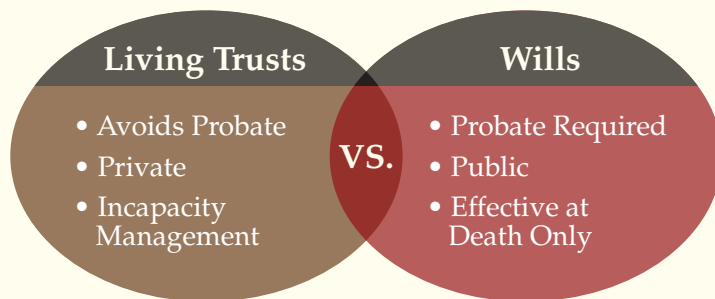 Living Trusts
• Avoids Probate
• Private
• Incapacity
Management
VS.
Wills
• Probate Required
• Public
• Effective at
Death Only